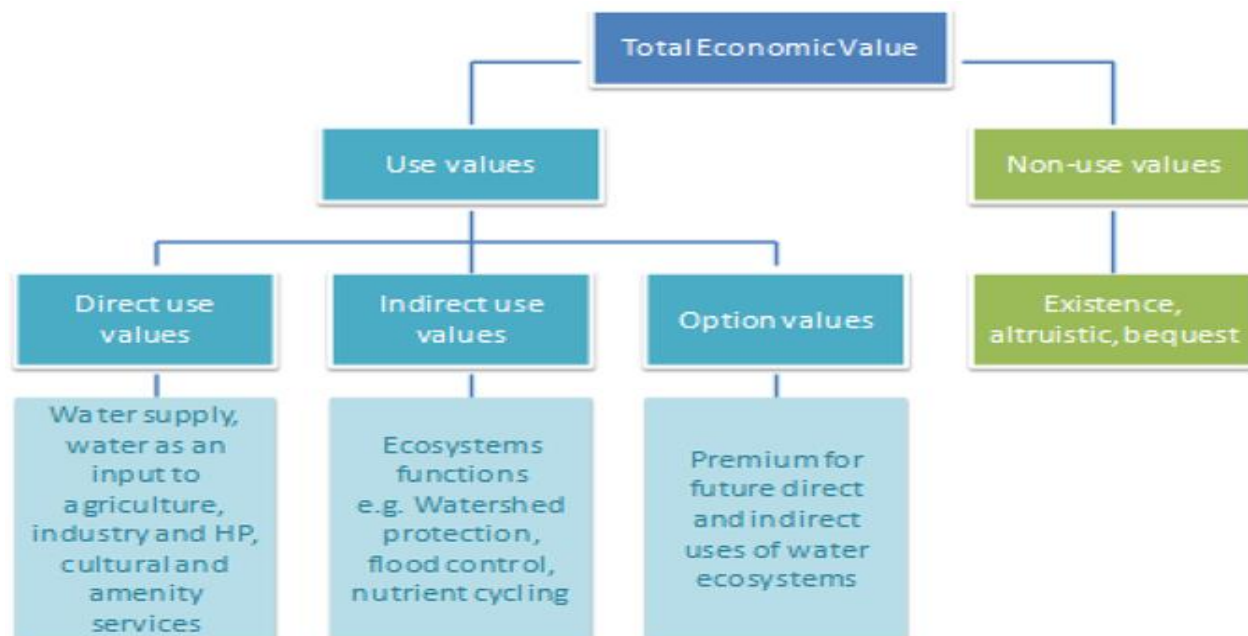 Total Economic Value
Use values
Non-use values
Direct use
values
Indirect use
values
Option values
Existence,
altruistic, bequest
Water supply,
water as an
input to
agriculture,
industry and HP,
cultural and
amenity
services
Ecosystems
functions
e.g. Watershed
protection,
flood control,
nutrient cycling
Premium for
future direct
and indirect
uses of water
ecosystems